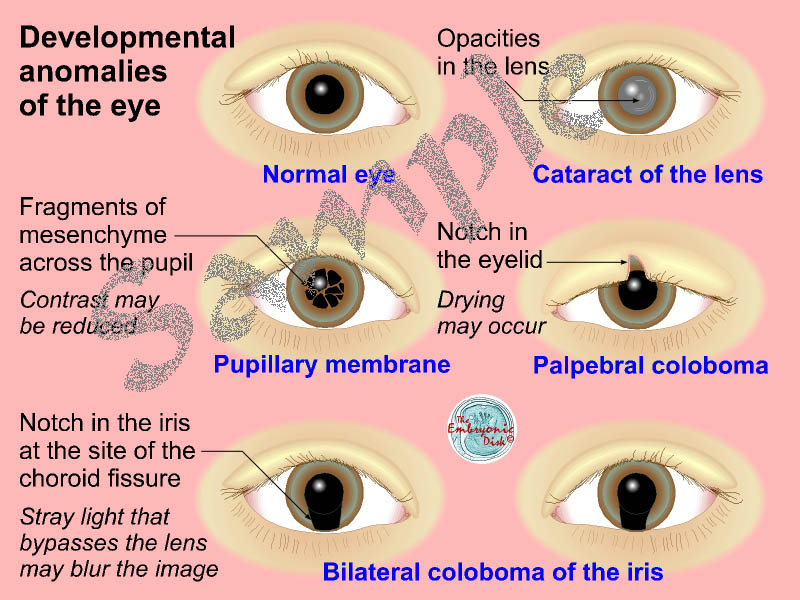 Developmental
anomalies
of the eye
Normal eye
Opacities
in the lens
Cataract of the lens
Fragments of
mesenchyme
across the pupil
Contrast may
be reduced
Pupillary membrane
Notch in
the eyelid
Drying
may occur
Palpebral coloboma
Notch in the iris
at the site of the
choroid fissure
Stray light that
bypasses the lens
may blur the image
Bilateral coloboma of the iris
The
Embryonic
Disk©
Sample